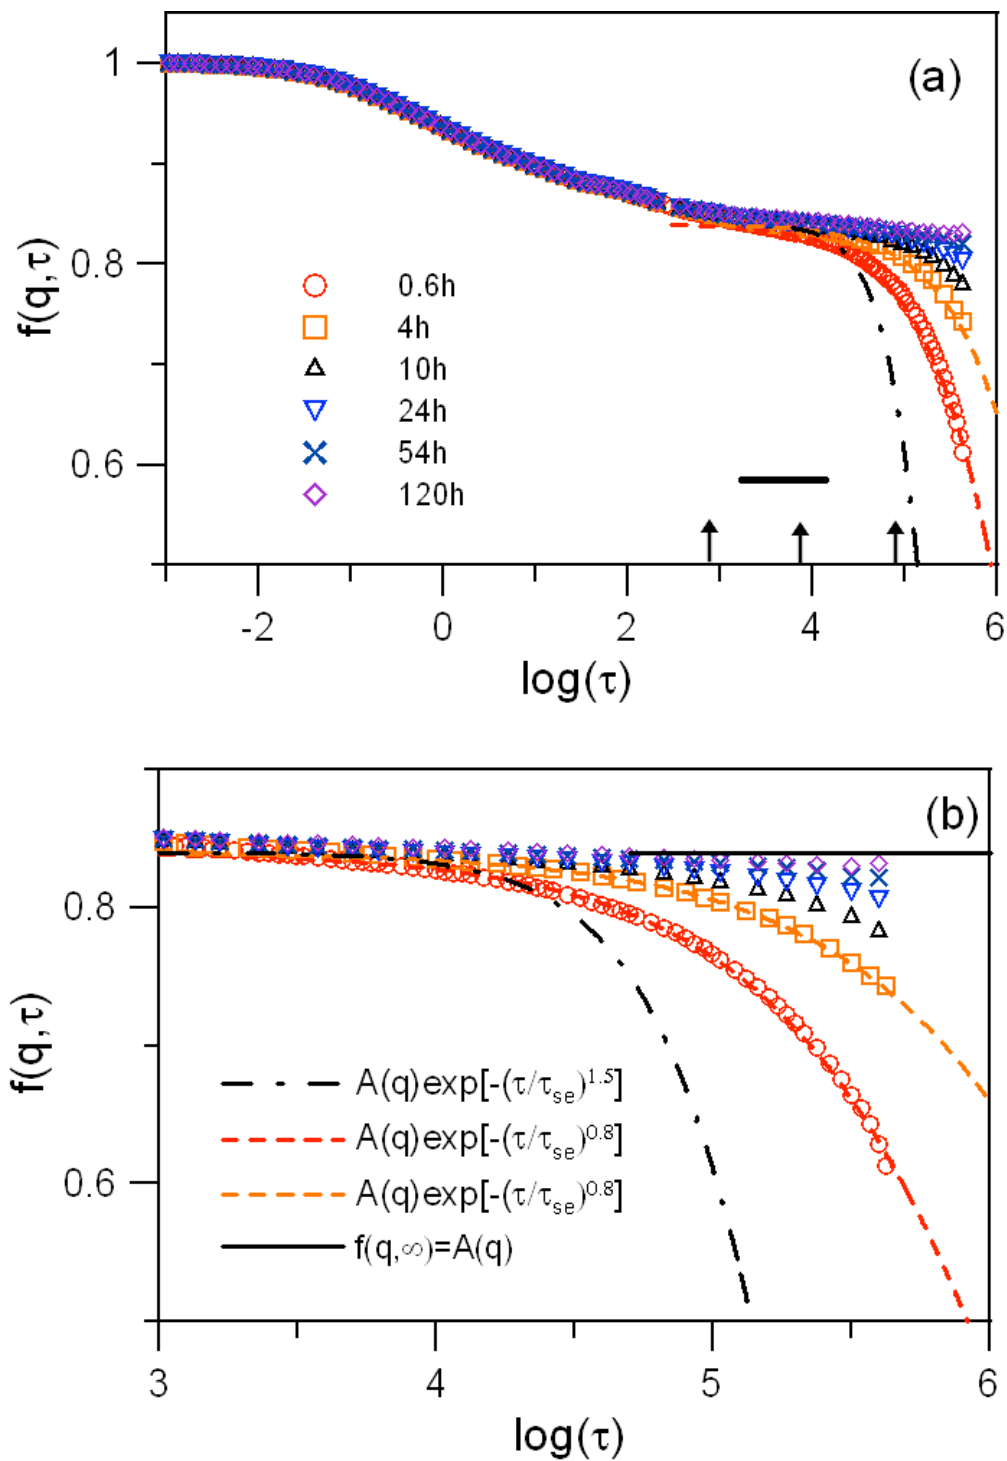 (a)
1
0.8
0.6
f(q,τ)
0.6h
4h
10h
24h
54h
120h
-2 0 2 4 6
log(τ)
(b)
0.8
0.6
f(q,τ)
A(q)exp[-(τ/τse)^1.5]
A(q)exp[-(τ/τse)^0.8]
A(q)exp[-(τ/τse)^0.8]
f(q,∞)=A(q)
3 4 5 6
log(τ)